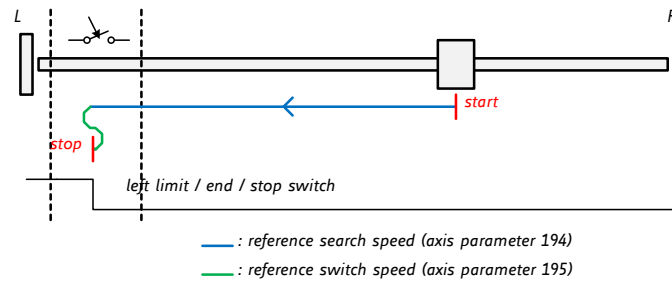 L
R
start
stop
left limit / end / stop switch
: reference search speed (axis parameter 194)
: reference switch speed (axis parameter 195)